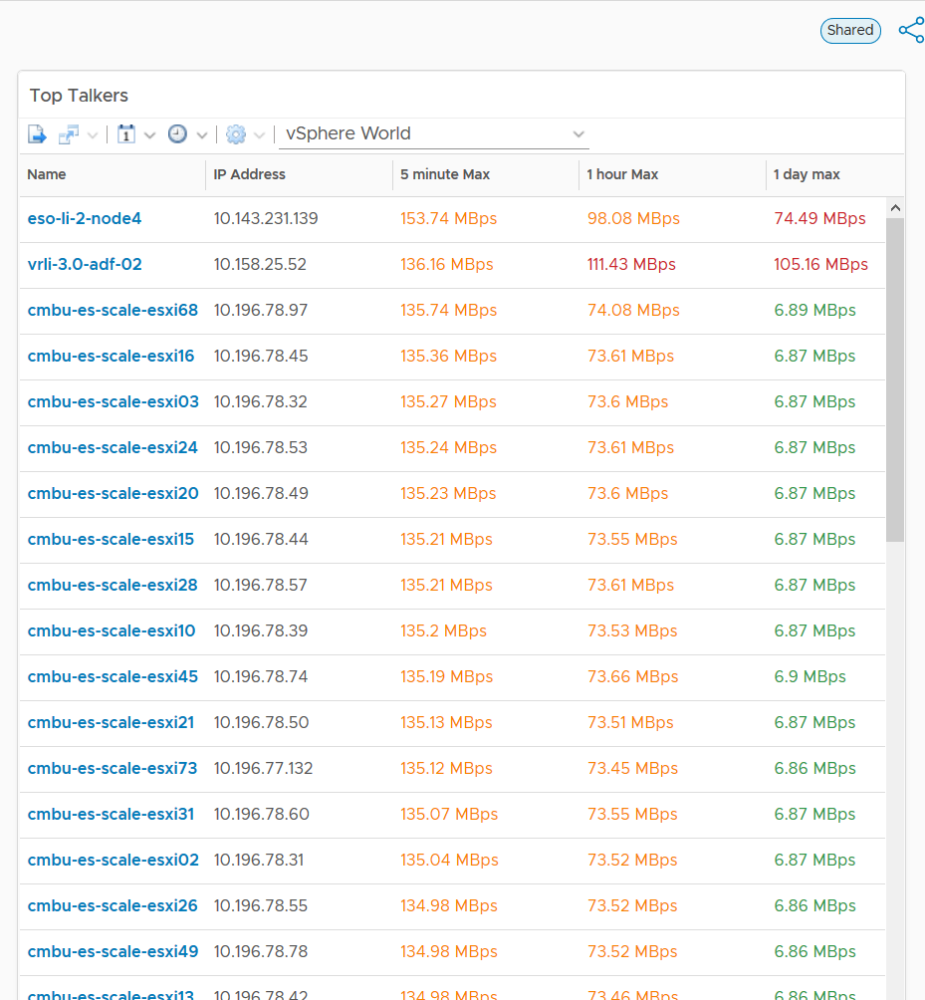 Shared
Top Talkers
1 vSphere World
Name IP Address 5 minute Max 1 hour Max 1 day max
eso-li-2-node4 10.143.231.139 153.74 MBps 98.08 MBps 74.49 MBps
vrli-3.0-adf-02 10.158.25.52 136.16 MBps 111.43 MBps 105.16 MBps
cmbu-es-scale-esxi68 10.196.78.97 135.74 MBps 74.08 MBps 6.89 MBps
cmbu-es-scale-esxi16 10.196.78.45 135.36 MBps 73.61 MBps 6.87 MBps
cmbu-es-scale-esxi03 10.196.78.32 135.27 MBps 73.6 MBps 6.87 MBps
cmbu-es-scale-esxi24 10.196.78.53 135.24 MBps 73.61 MBps 6.87 MBps
cmbu-es-scale-esxi20 10.196.78.49 135.23 MBps 73.6 MBps 6.87 MBps
cmbu-es-scale-esxi15 10.196.78.44 135.21 MBps 73.55 MBps 6.87 MBps
cmbu-es-scale-esxi28 10.196.78.57 135.21 MBps 73.61 MBps 6.87 MBps
cmbu-es-scale-esxi10 10.196.78.39 135.2 MBps 73.53 MBps 6.87 MBps
cmbu-es-scale-esxi45 10.196.78.74 135.19 MBps 73.66 MBps 6.9 MBps
cmbu-es-scale-esxi21 10.196.78.50 135.13 MBps 73.51 MBps 6.87 MBps
cmbu-es-scale-esxi73 10.196.77.132 135.12 MBps 73.45 MBps 6.86 MBps
cmbu-es-scale-esxi31 10.196.78.60 135.07 MBps 73.55 MBps 6.87 MBps
cmbu-es-scale-esxi02 10.196.78.31 135.04 MBps 73.52 MBps 6.87 MBps
cmbu-es-scale-esxi26 10.196.78.55 134.98 MBps 73.52 MBps 6.86 MBps
cmbu-es-scale-esxi49 10.196.78.78 134.98 MBps 73.52 MBps 6.86 MBps
cmbu-es-scale-esxi13 10.196.78.42 134.98 MBps 73.46 MBps 6.86 MBps